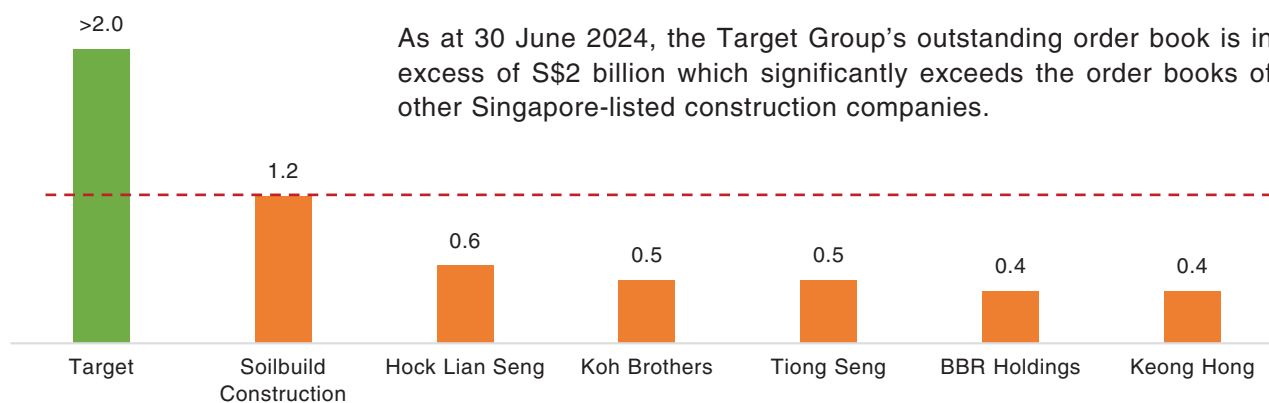 >2.0
As at 30 June 2024, the Target Group's outstanding order book is in
excess of S$2 billion which significantly exceeds the order books of
other Singapore-listed construction companies.
1.2
0.6
0.5
0.5
0.4
0.4
Target
Soilbuild
Construction
Hock Lian Seng
Koh Brothers
Tiong Seng
BBR Holdings
Keong Hong